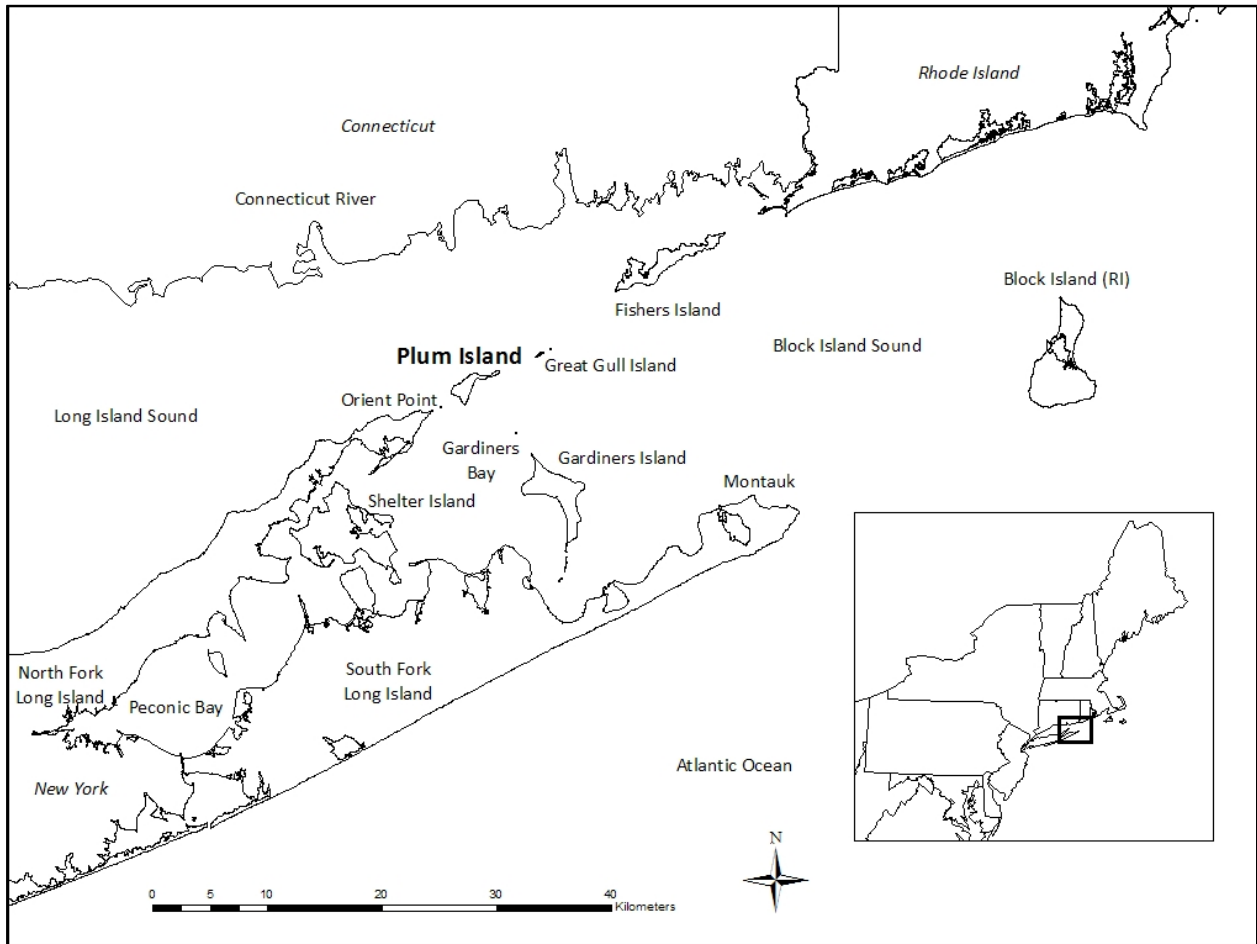 Rhode Island
Connecticut
Connecticut River
Block Island (RI)
Fishers Island
Block Island Sound
Plum Island
Great Gull Island
Orient Point
Long Island Sound
Gardiners
Bay
Gardiners Island
Montauk
Shelter Island
North Fork
Long Island
South Fork
Long Island
Peconic Bay
Atlantic Ocean
New York
N
0 5 10 20 30 40
Kilometers